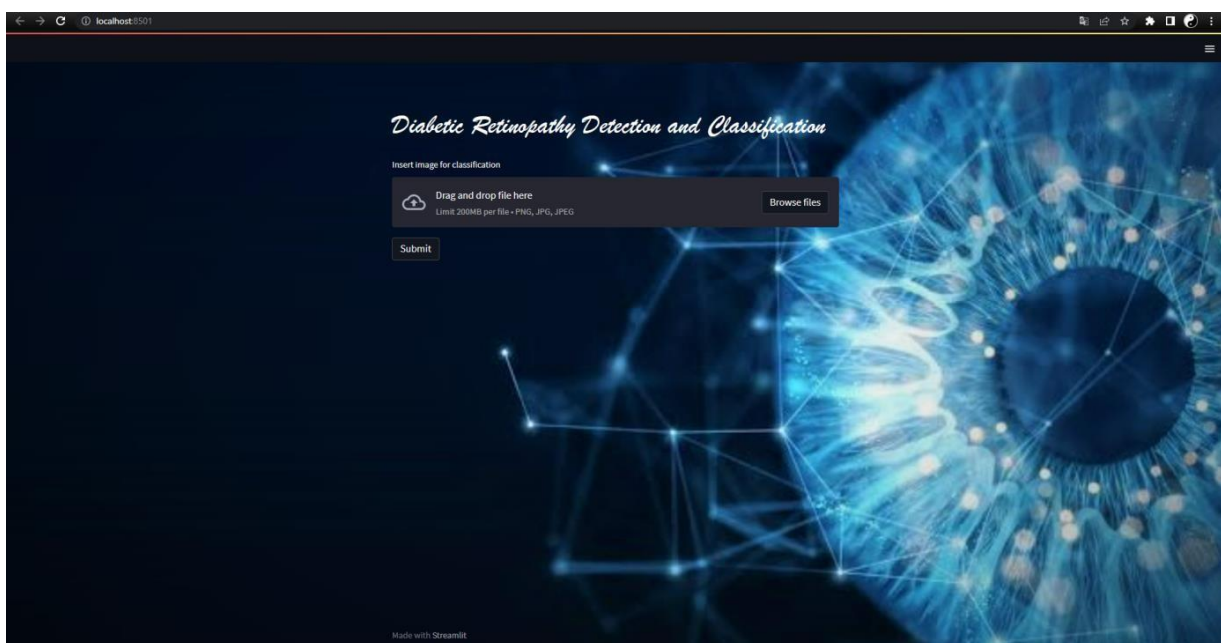 localhost:8501
Diabetic Retinopathy Detection and Classification
Insert image for classification
Drag and drop file here
Limit 200MB per file • PNG, JPG, JPEG
Browse files
Submit
Made with Streamlit